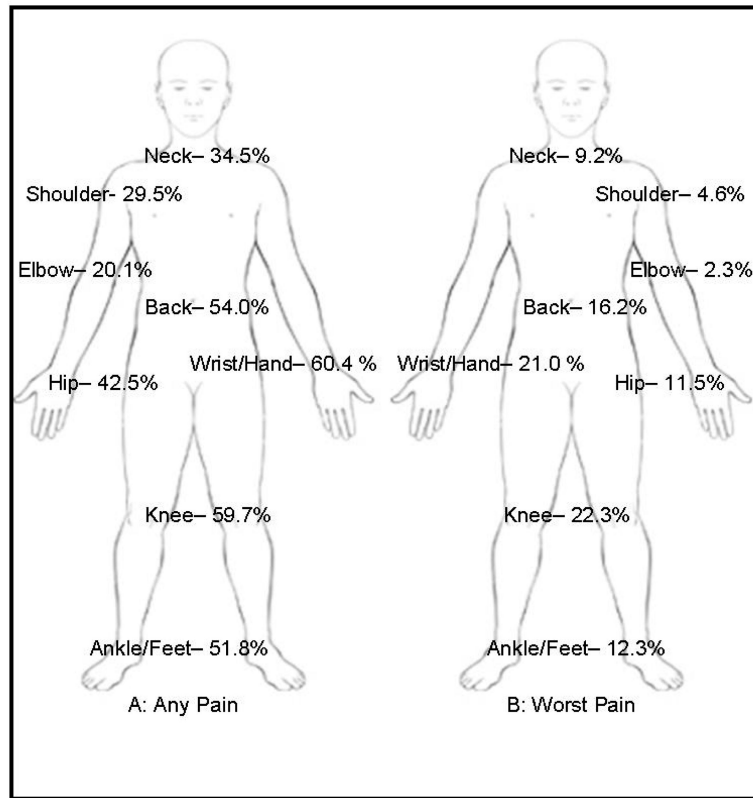 Neck– 34.5%
Shoulder- 29.5%
Elbow– 20.1%
Back– 54.0%
Wrist/Hand– 60.4 %
Hip– 42.5%
Knee– 59.7%
Ankle/Feet– 51.8%
A: Any Pain
Neck– 9.2%
Shoulder– 4.6%
Elbow– 2.3%
Back– 16.2%
Wrist/Hand– 21.0 %
Hip– 11.5%
Knee– 22.3%
Ankle/Feet– 12.3%
B: Worst Pain